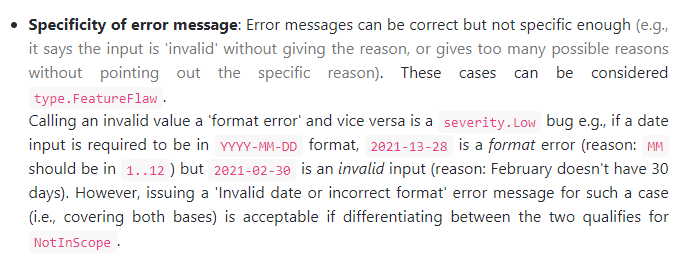 • Specificity of error message: Error messages can be correct but not specific enough (e.g.,
it says the input is 'invalid' without giving the reason, or gives too many possible reasons
without pointing out the specific reason). These cases can be considered
type.FeatureFlaw.
Calling an invalid value a 'format error' and vice versa is a severity.Low bug e.g., if a date
input is required to be in YYYY-MM-DD format, 2021-13-28 is a format error (reason: MM
should be in 1..12) but 2021-02-30 is an invalid input (reason: February doesn't have 30
days). However, issuing a 'Invalid date or incorrect format' error message for such a case
(i.e., covering both bases) is acceptable if differentiating between the two qualifies for
NotInScope.